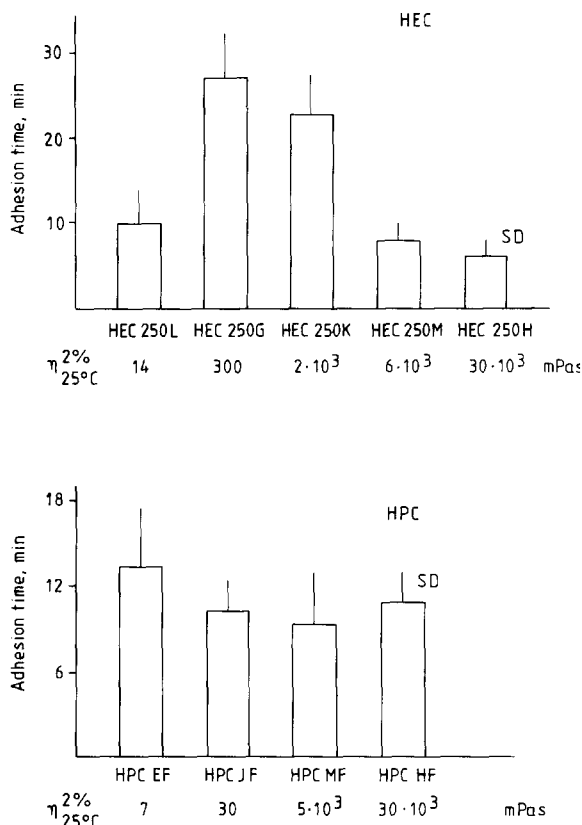 HEC
Adhesion time, min
30
20
10
SD
HEC 250L HEC 250G HEC 250K HEC 250M HEC 250H
η 2% 25°C 14 300 2·10³ 6·10³ 30·10³ mPas
HPC
Adhesion time, min
18
12
6
SD
HPC EF HPC JF HPC MF HPC HF
η 2% 25°C 7 30 5·10³ 30·10³ mPas